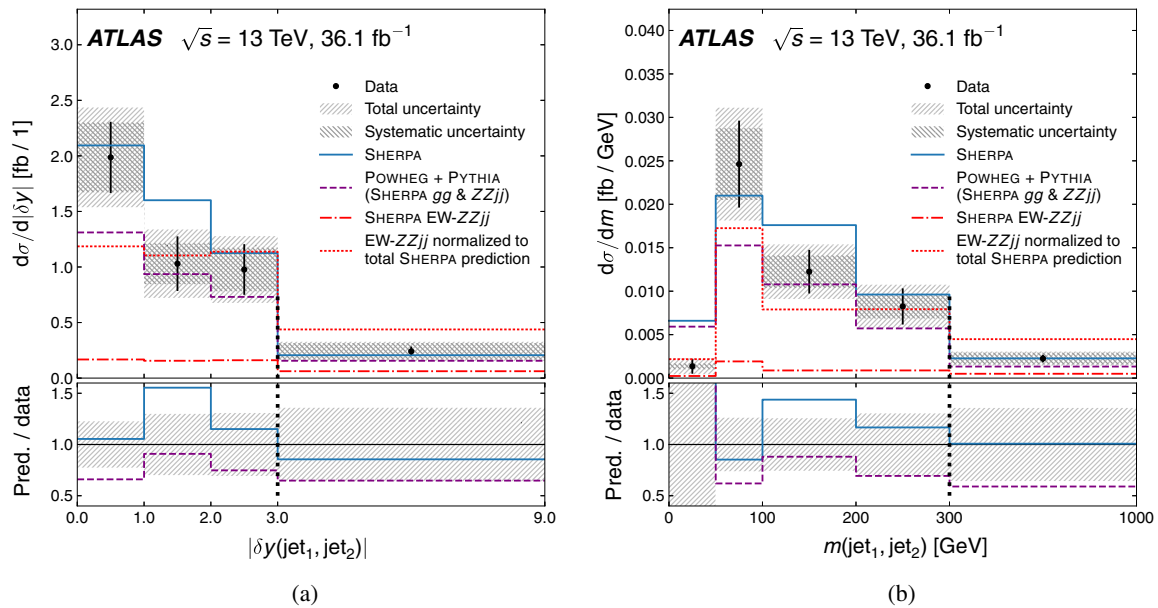 ATLAS √s = 13 TeV, 36.1 fb⁻¹
3.0
2.5
2.0
1.5
1.0
0.5
0.0
dσ/d|δy| [fb / 1]
Data
Total uncertainty
Systematic uncertainty
SHERPA
POWHEG + PYTHIA
(SHERPA gg & ZZjj)
SHERPA EW-ZZjj
EW-ZZjj normalized to
total SHERPA prediction
1.5
1.0
0.5
Pred. / data
0.0 1.0 2.0 3.0 9.0
|δy(jet₁, jet₂)|
(a)
ATLAS √s = 13 TeV, 36.1 fb⁻¹
0.040
0.035
0.030
0.025
0.020
0.015
0.010
0.005
0.000
dσ/dm [fb / GeV]
Data
Total uncertainty
Systematic uncertainty
SHERPA
POWHEG + PYTHIA
(SHERPA gg & ZZjj)
SHERPA EW-ZZjj
EW-ZZjj normalized to
total SHERPA prediction
1.5
1.0
0.5
Pred. / data
0 50 100 200 300 1000
m(jet₁, jet₂) [GeV]
(b)